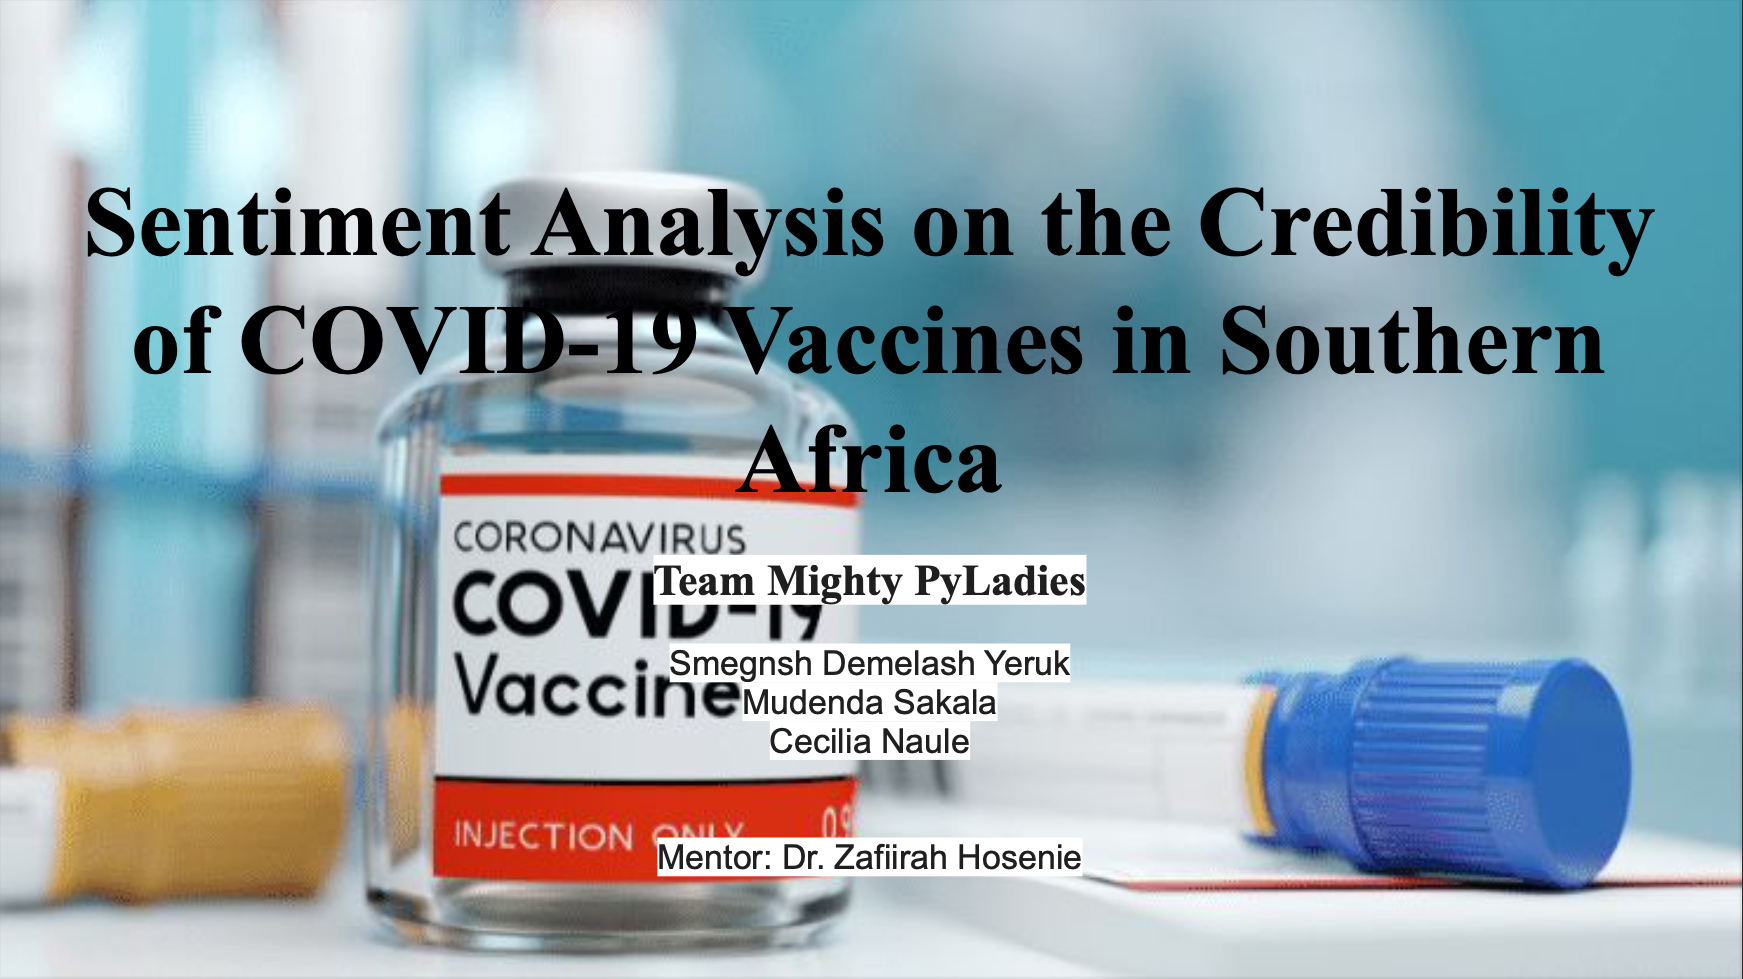 Sentiment Analysis on the Credibility
of COVID-19 Vaccines in Southern
Africa
CORONAVIRUS
COVID-19
Vaccine
INJECTION ONLY
Team Mighty PyLadies
Smegnsh Demelash Yeruk
Mudenda Sakala
Cecilia Naule
Mentor: Dr. Zafiirah Hosenie